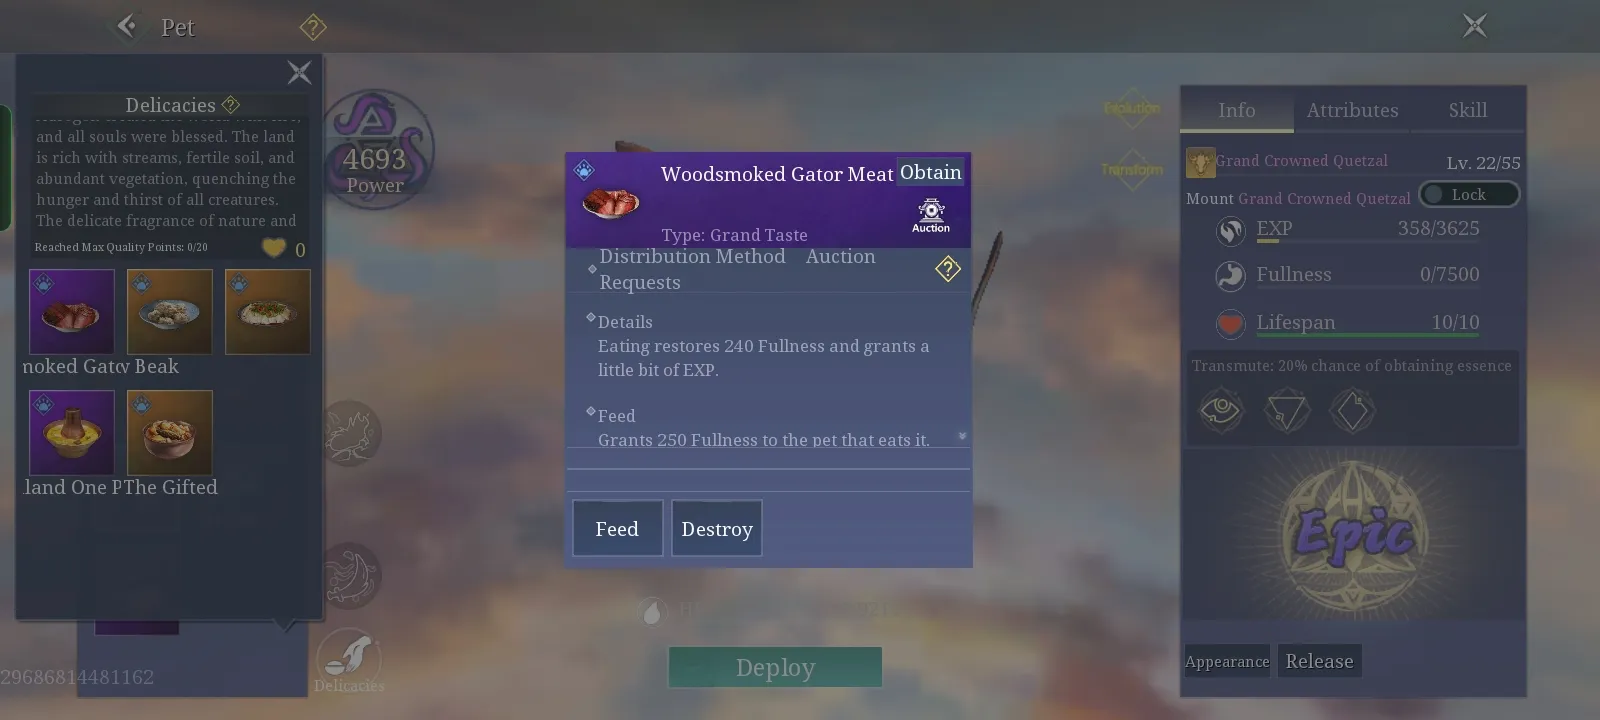 Pet
?
Delicacies ?
and all souls were blessed. The land
is rich with streams, fertile soil, and
abundant vegetation, quenching the
hunger and thirst of all creatures.
The delicate fragrance of nature and
Reached Max Quality Points: 0/20
0
noked Gato
y Beak
land One P
The Gifted
29686814481162
4693
Power
Delicacies
Woodsmoked Gator Meat
Obtain
Type: Grand Taste
Auction
Distribution Method Auction
Requests
?
Details
Eating restores 240 Fullness and grants a
little bit of EXP.
Feed
Grants 250 Fullness to the pet that eats it.
Feed
Destroy
Deploy
Evolution
Transform
Info
Attributes
Skill
Grand Crowned Quetzal
Lv. 22/55
Mount Grand Crowned Quetzal
Lock
EXP
358/3625
Fullness
0/7500
Lifespan
10/10
Transmute: 20% chance of obtaining essence
Epic
Appearance
Release